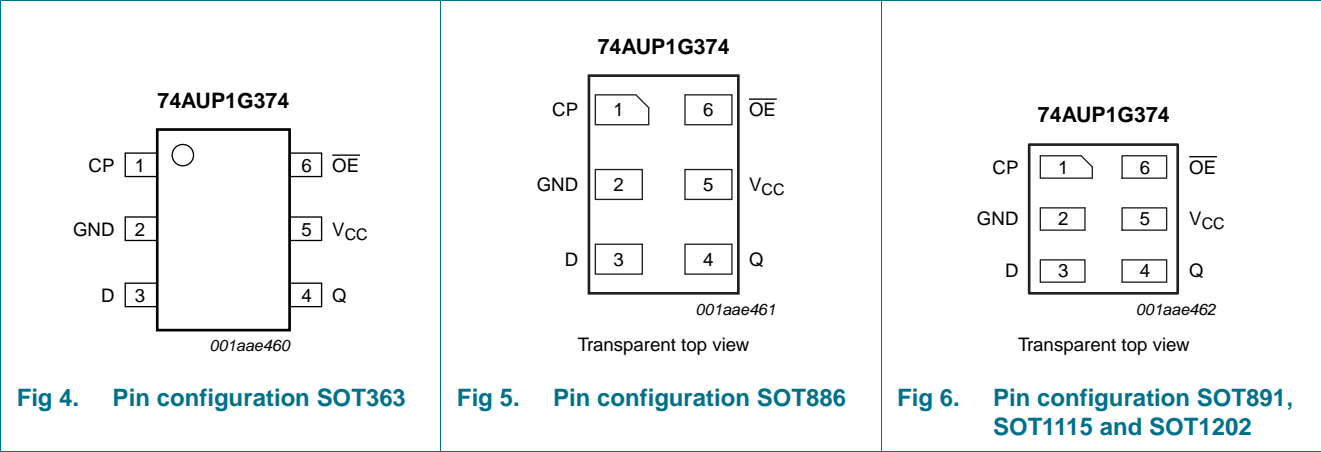 74AUP1G374
CP 1 6 O̅E̅
GND 2 5 VCC
D 3 4 Q
001aae460
Fig 4. Pin configuration SOT363
74AUP1G374
CP 1 6 O̅E̅
GND 2 5 VCC
D 3 4 Q
001aae461
Transparent top view
Fig 5. Pin configuration SOT886
74AUP1G374
CP 1 6 O̅E̅
GND 2 5 VCC
D 3 4 Q
001aae462
Transparent top view
Fig 6. Pin configuration SOT891,
SOT1115 and SOT1202